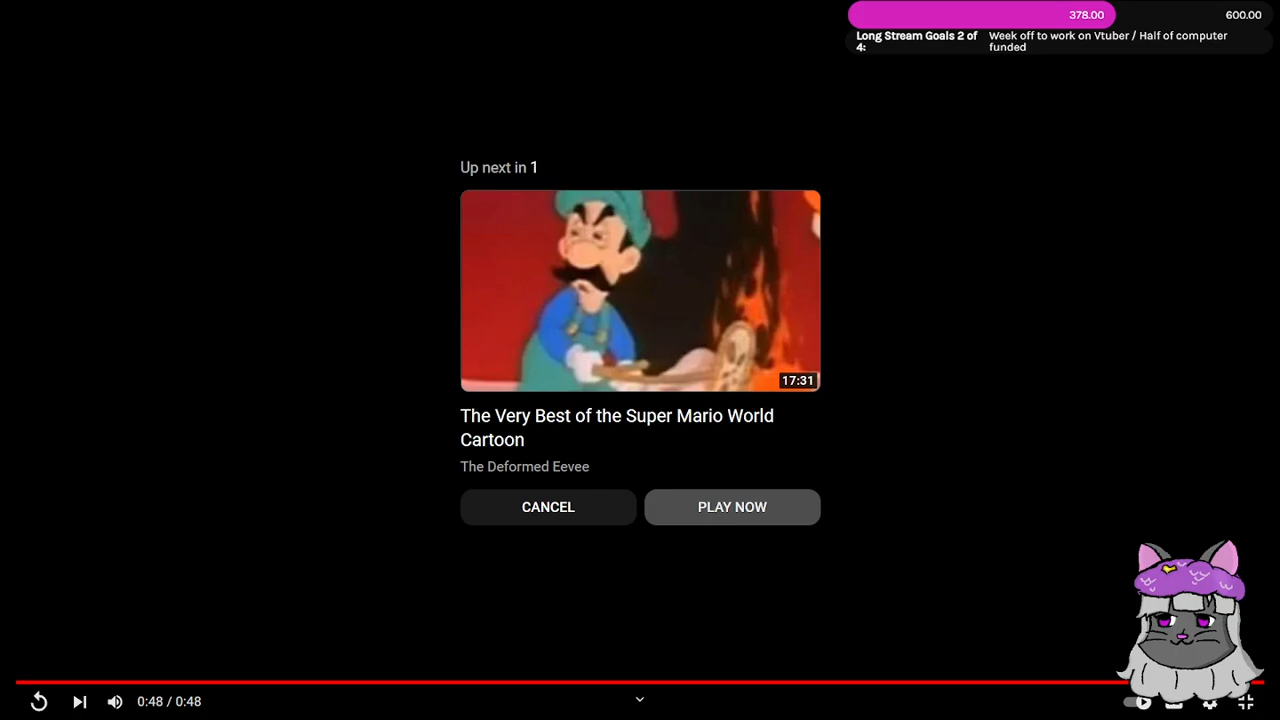 378.00
600.00
Long Stream Goals 2 of
4:
Week off to work on Vtuber / Half of computer
funded
Up next in 1
17:31
The Very Best of the Super Mario World
Cartoon
The Deformed Eevee
CANCEL
PLAY NOW
0:48 / 0:48